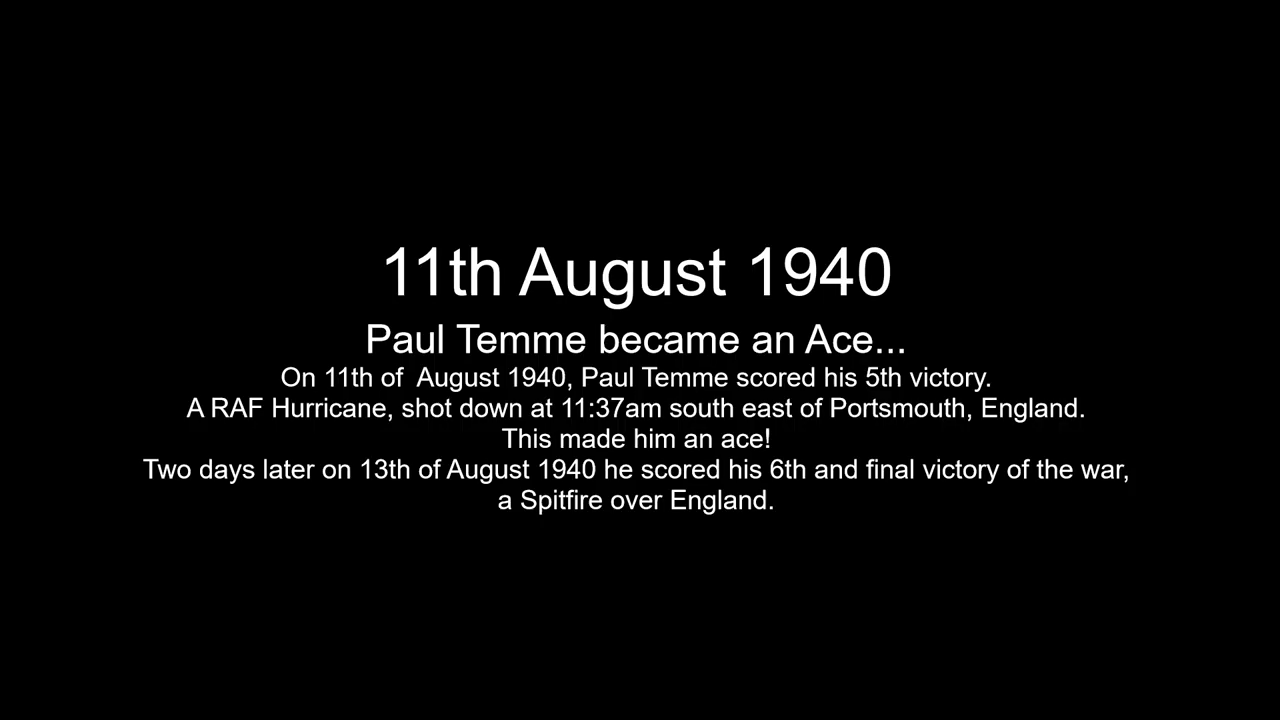 11th August 1940
Paul Temme became an Ace...
On 11th of  August 1940, Paul Temme scored his 5th victory.
A RAF Hurricane, shot down at 11:37am south east of Portsmouth, England.
This made him an ace!
Two days later on 13th of August 1940 he scored his 6th and final victory of the war,
a Spitfire over England.